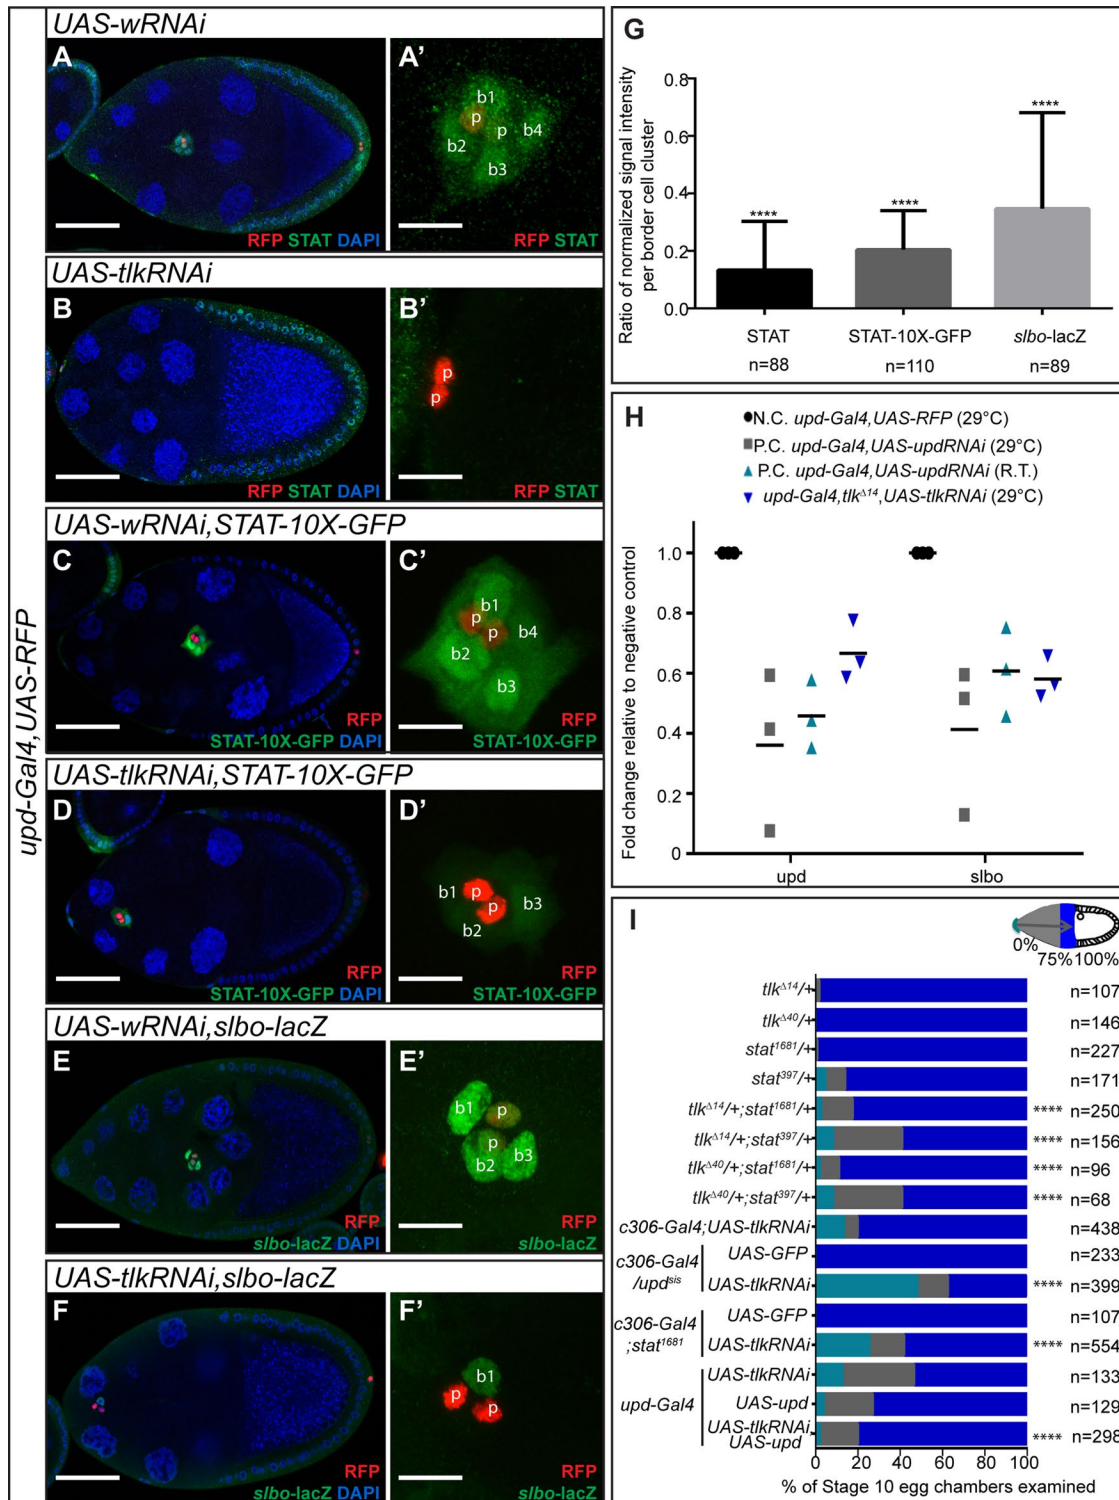 upd-Gal4,UAS-RFP
UAS-wRNAi
A
RFP STAT DAPI
A'
b1
p
p
b4
b2
b3
RFP STAT
UAS-tlkRNAi
B
RFP STAT DAPI
B'
p
p
RFP STAT
UAS-wRNAi,STAT-10X-GFP
C
RFP
STAT-10X-GFP DAPI
C'
b1
p
p
b4
b2
b3
RFP
STAT-10X-GFP
UAS-tlkRNAi,STAT-10X-GFP
D
RFP
STAT-10X-GFP DAPI
D'
b1
p
p
b3
b2
RFP
STAT-10X-GFP
UAS-wRNAi,slbo-lacZ
E
RFP
slbo-lacZ DAPI
E'
b1
p
p
b2
b3
RFP
slbo-lacZ
UAS-tlkRNAi,slbo-lacZ
F
RFP
slbo-lacZ DAPI
F'
b1
p
p
RFP
slbo-lacZ
G
Ratio of normalized signal intensity
per border cell cluster
0.8
0.6
0.4
0.2
0.0
****
****
****
STAT
STAT-10X-GFP
slbo-lacZ
n=88
n=110
n=89
H
N.C. upd-Gal4,UAS-RFP (29°C)
P.C. upd-Gal4,UAS-updRNAi (29°C)
P.C. upd-Gal4,UAS-updRNAi (R.T.)
upd-Gal4,tlkΔ14,UAS-tlkRNAi (29°C)
Fold change relative to negative control
1.0
0.8
0.6
0.4
0.2
0
upd
slbo
I
0%
75% 100%
tlkΔ14/+ n=107
tlkΔ40/+ n=146
stat1681/+ n=227
stat397/+ n=171
tlkΔ14/+;stat1681/+ **** n=250
tlkΔ14/+;stat397/+ **** n=156
tlkΔ40/+;stat1681/+ **** n=96
tlkΔ40/+;stat397/+ **** n=68
c306-Gal4;UAS-tlkRNAi n=438
c306-Gal4
/updsis
UAS-GFP n=233
UAS-tlkRNAi **** n=399
c306-Gal4
;stat1681
UAS-GFP n=107
UAS-tlkRNAi **** n=554
upd-Gal4
UAS-tlkRNAi n=133
UAS-upd n=129
UAS-tlkRNAi
UAS-upd **** n=298
0 20 40 60 80 100
% of Stage 10 egg chambers examined